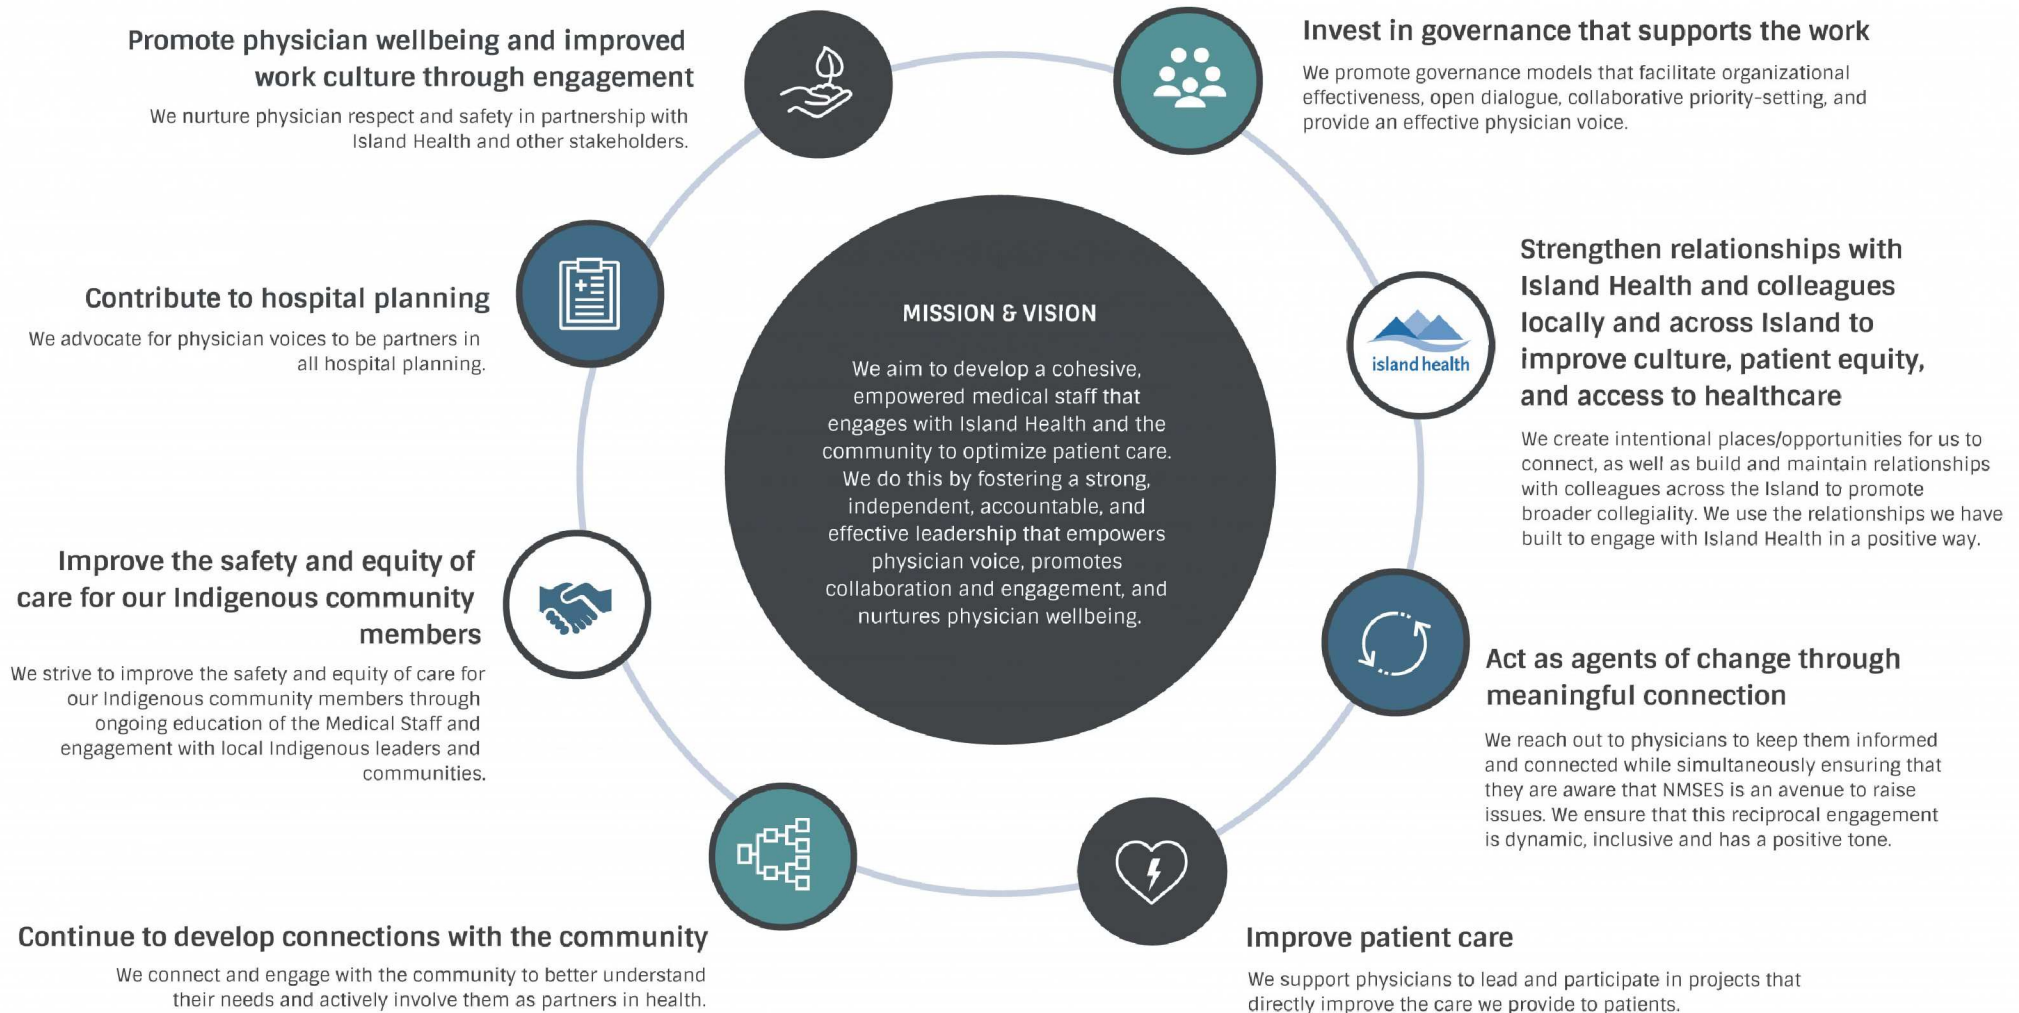 Promote physician wellbeing and improved
work culture through engagement
We nurture physician respect and safety in partnership with
Island Health and other stakeholders.
Invest in governance that supports the work
We promote governance models that facilitate organizational
effectiveness, open dialogue, collaborative priority-setting, and
provide an effective physician voice.
Contribute to hospital planning
We advocate for physician voices to be partners in
all hospital planning.
MISSION & VISION
We aim to develop a cohesive,
empowered medical staff that
engages with Island Health and the
community to optimize patient care.
We do this by fostering a strong,
independent, accountable, and
effective leadership that empowers
physician voice, promotes
collaboration and engagement, and
nurtures physician wellbeing.
island health
Strengthen relationships with
Island Health and colleagues
locally and across Island to
improve culture, patient equity,
and access to healthcare
We create intentional places/opportunities for us to
connect, as well as build and maintain relationships
with colleagues across the Island to promote
broader collegiality. We use the relationships we have
built to engage with Island Health in a positive way.
Improve the safety and equity of
care for our Indigenous community
members
We strive to improve the safety and equity of care for
our Indigenous community members through
ongoing education of the Medical Staff and
engagement with local Indigenous leaders and
communities.
Act as agents of change through
meaningful connection
We reach out to physicians to keep them informed
and connected while simultaneously ensuring that
they are aware that NMSES is an avenue to raise
issues. We ensure that this reciprocal engagement
is dynamic, inclusive and has a positive tone.
Continue to develop connections with the community
We connect and engage with the community to better understand
their needs and actively involve them as partners in health.
Improve patient care
We support physicians to lead and participate in projects that
directly improve the care we provide to patients.